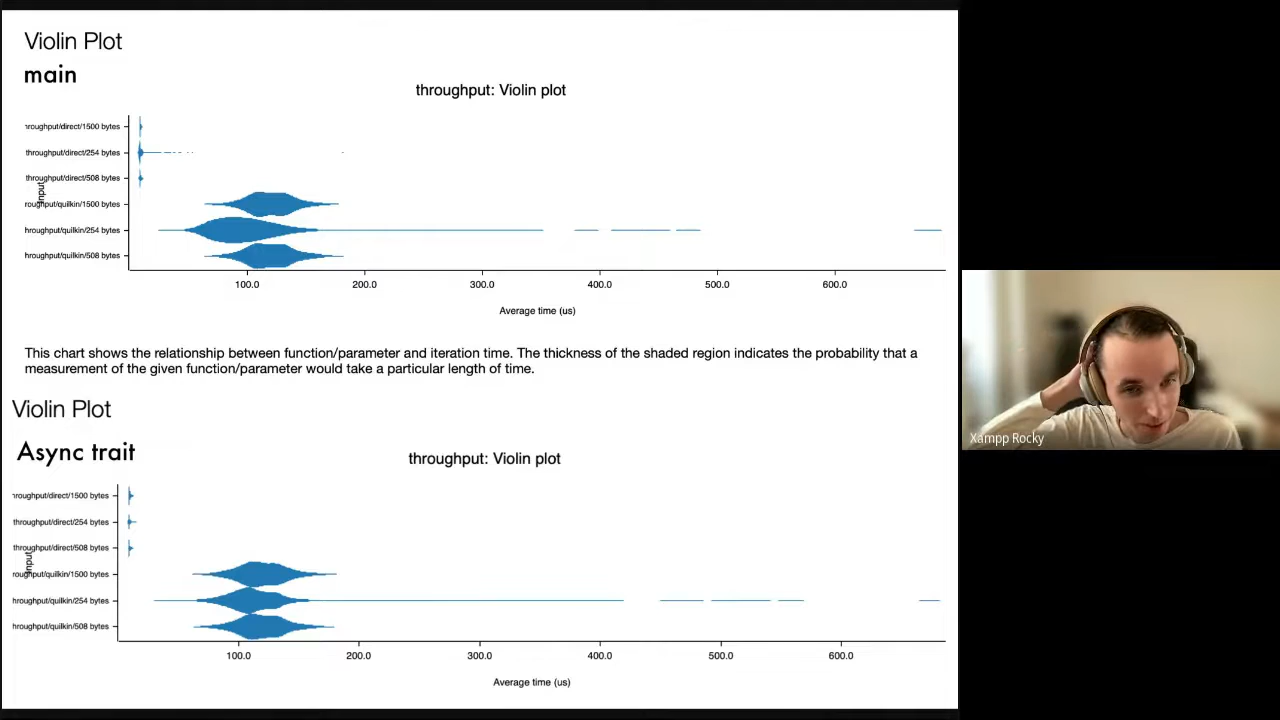 Violin Plot
main
throughput: Violin plot
hroughput/direct/1500 bytes
throughput/direct/254 bytes
throughput/direct/508 bytes
roughput/quilkin/1500 bytes
hroughput/quilkin/254 bytes
hroughput/quilkin/508 bytes
Input
100.0 200.0 300.0 400.0 500.0 600.0
Average time (us)
This chart shows the relationship between function/parameter and iteration time. The thickness of the shaded region indicates the probability that a
measurement of the given function/parameter would take a particular length of time.
Violin Plot
Async trait
throughput: Violin plot
hroughput/direct/1500 bytes
hroughput/direct/254 bytes
hroughput/direct/508 bytes
roughput/quilkin/1500 bytes
hroughput/quilkin/254 bytes
hroughput/quilkin/508 bytes
Input
100.0 200.0 300.0 400.0 500.0 600.0
Average time (us)
Xampp Rocky